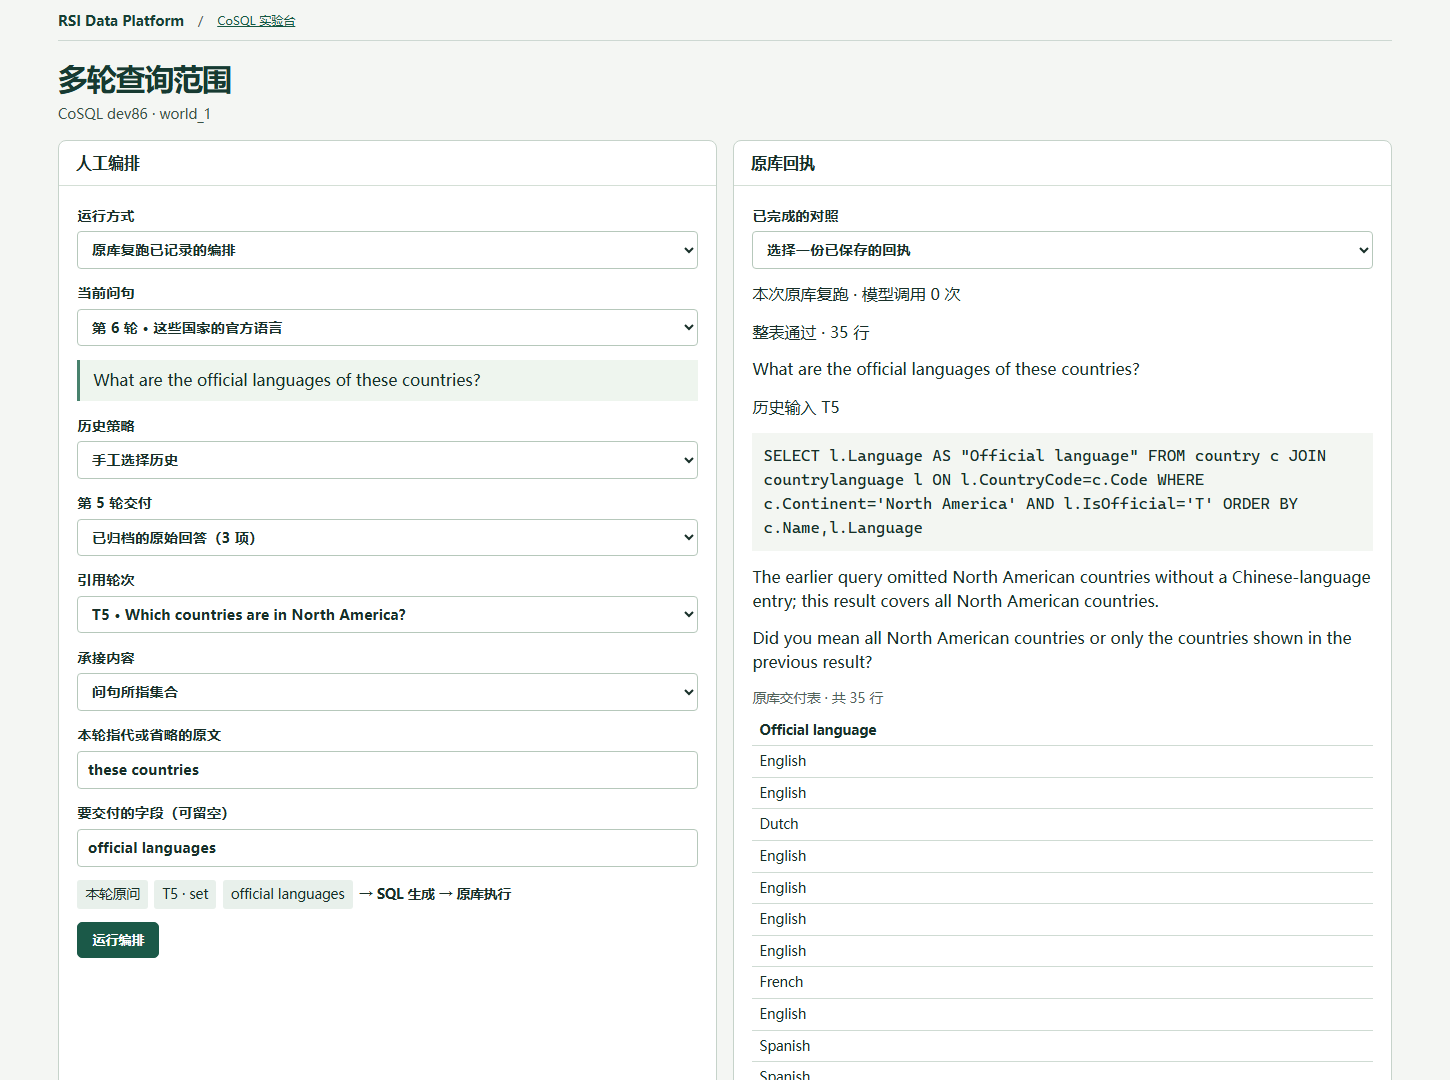 RSI Data Platform / CoSQL 实验台
多轮查询范围
CoSQL dev86 · world_1
人工编排
运行方式
原库复跑已记录的编排
当前问句
第 6 轮 • 这些国家的官方语言
What are the official languages of these countries?
历史策略
手工选择历史
第 5 轮交付
已归档的原始回答（3 项）
引用轮次
T5 • Which countries are in North America?
承接内容
问句所指集合
本轮指代或省略的原文
these countries
要交付的字段（可留空）
official languages
本轮原问 T5 · set official languages → SQL 生成 → 原库执行
运行编排
原库回执
已完成的对照
选择一份已保存的回执
本次原库复跑 · 模型调用 0 次
整表通过 · 35 行
What are the official languages of these countries?
历史输入 T5
SELECT l.Language AS "Official language" FROM country c JOIN
countrylanguage l ON l.CountryCode=c.Code WHERE
c.Continent='North America' AND l.IsOfficial='T' ORDER BY
c.Name,l.Language
The earlier query omitted North American countries without a Chinese-language
entry; this result covers all North American countries.
Did you mean all North American countries or only the countries shown in the
previous result?
原库交付表 · 共 35 行
Official language
English
English
Dutch
English
English
English
English
French
English
Spanish
Spanish